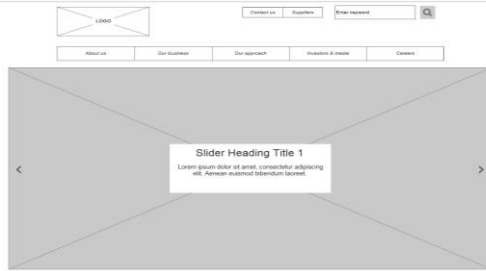 LOGO
Contact us Suppliers Enter keyword
About us Our business Our approach Investors & media Careers
Slider Heading Title 1
Lorem ipsum dolor sit amet, consectetur adipiscing
elit. Aenean euismod bibendum laoreet.